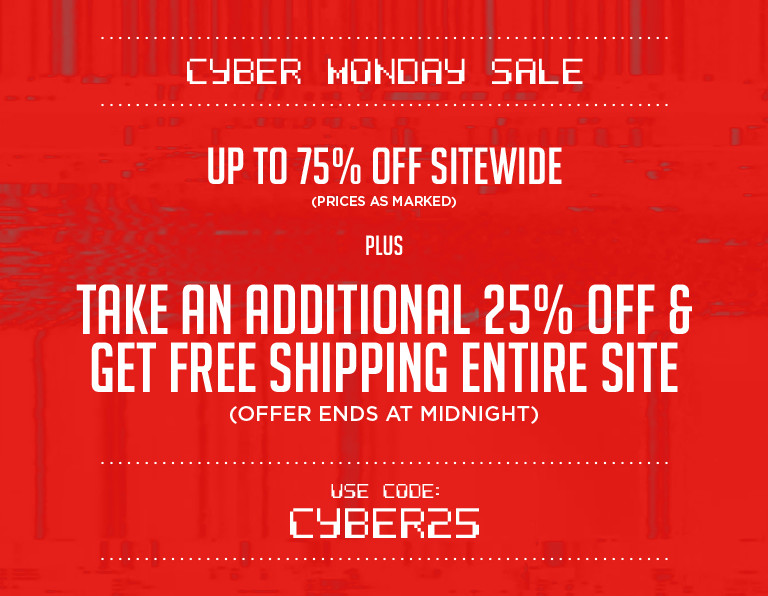 CYBER MONDAY SALE
UP TO 75% OFF SITEWIDE
(PRICES AS MARKED)
PLUS
TAKE AN ADDITIONAL 25% OFF &
GET FREE SHIPPING ENTIRE SITE
(OFFER ENDS AT MIDNIGHT)
USE CODE:
CYBER25